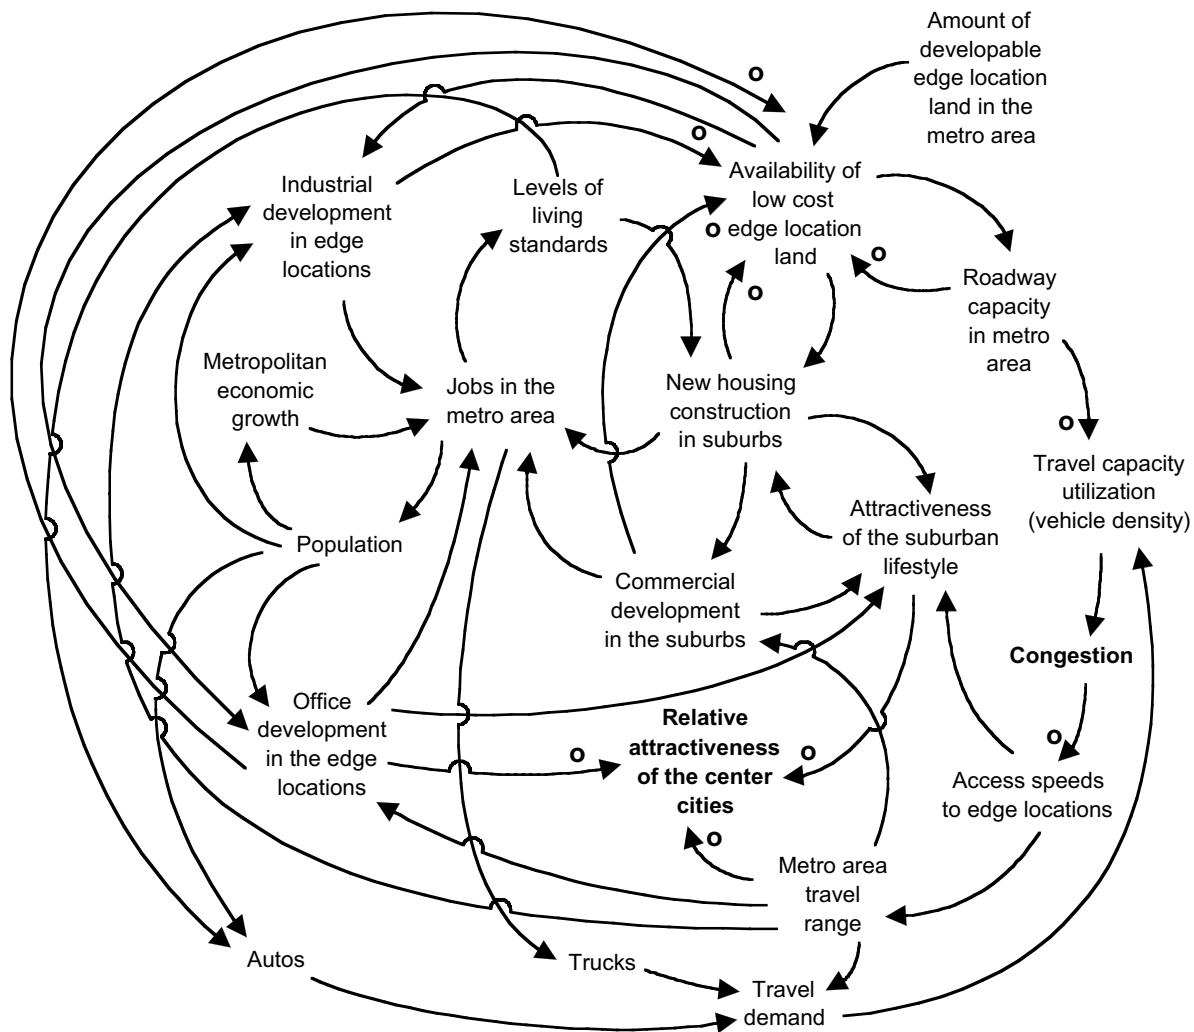 Amount of
developable
edge location
land in the
metro area
o
o
Industrial
development
in edge
locations
Levels of
living
standards
Availability of
low cost
o edge location
land
o
o
Roadway
capacity
in metro
area
Metropolitan
economic
growth
Jobs in the
metro area
New housing
construction
in suburbs
o
Travel capacity
utilization
(vehicle density)
Attractiveness
of the suburban
lifestyle
Population
Commercial
development
in the suburbs
Congestion
Office
development
in the edge
locations
o
Relative
attractiveness
of the center
cities
o
o
Access speeds
to edge locations
o
Metro area
travel
range
Autos
Trucks
Travel
demand